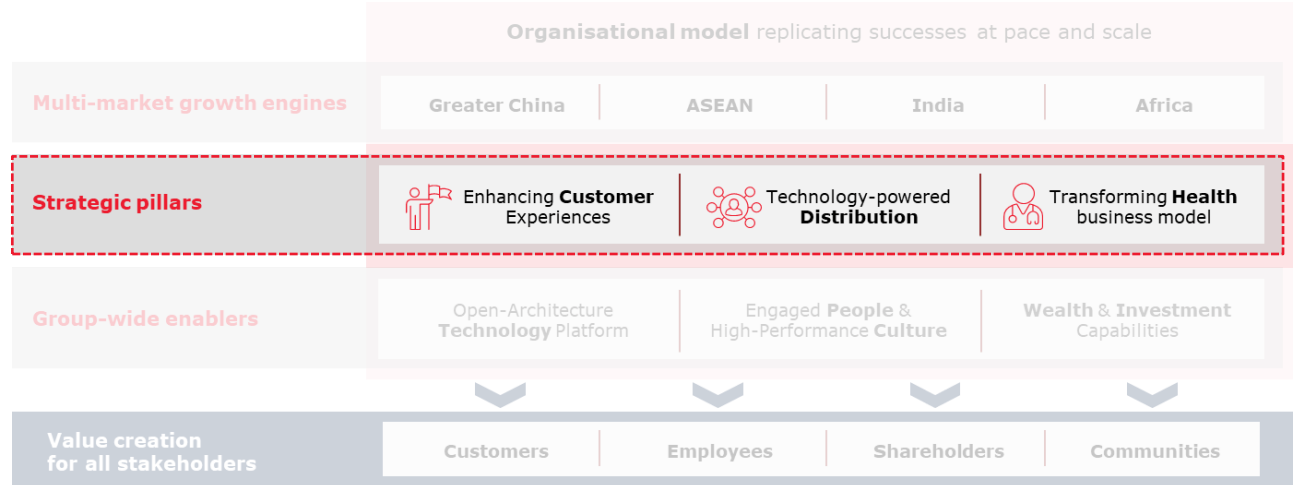 Organisational model replicating successes at pace and scale
Multi-market growth engines
Greater China
ASEAN
India
Africa
Strategic pillars
Enhancing Customer
Experiences
Technology-powered
Distribution
Transforming Health
business model
Group-wide enablers
Open-Architecture
Technology Platform
Engaged People &
High-Performance Culture
Wealth & Investment
Capabilities
Value creation
for all stakeholders
Customers
Employees
Shareholders
Communities